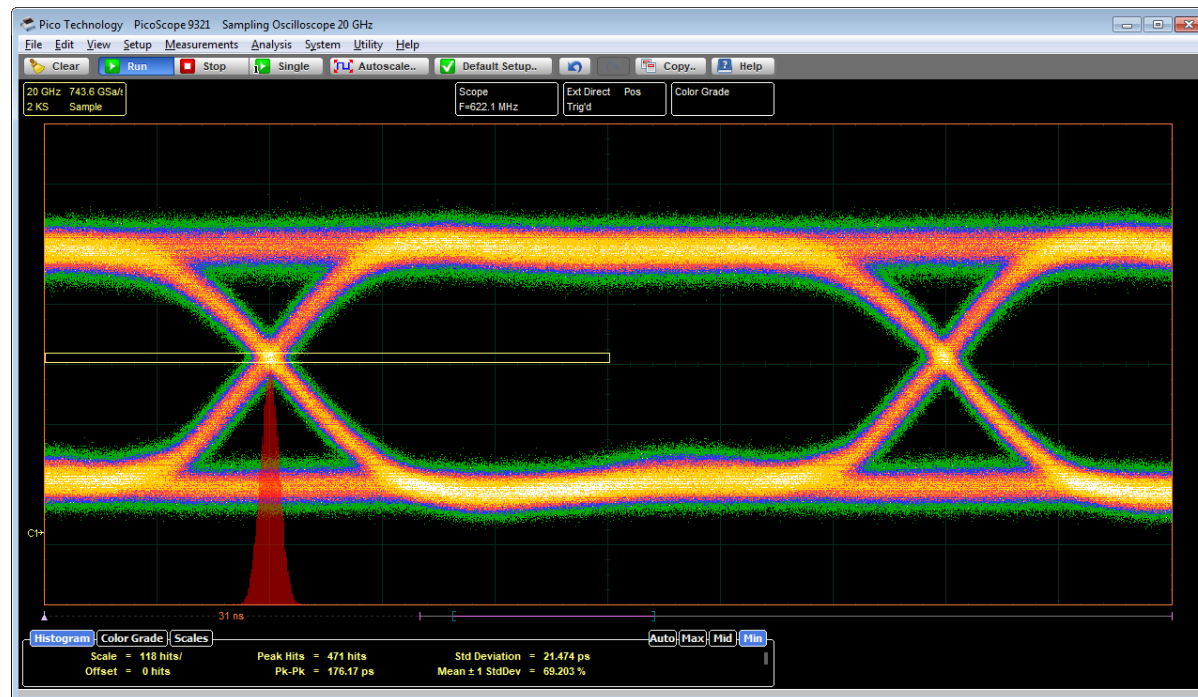 Pico Technology PicoScope 9321 Sampling Oscilloscope 20 GHz
File Edit View Setup Measurements Analysis System Utility Help
Clear Run Stop Single Autoscale.. Default Setup.. Copy.. Help
20 GHz 743.6 GSa/s Scope Ext Direct Pos Color Grade
2 KS Sample F=622.1 MHz Trig'd
C1
31 ns
Histogram Color Grade Scales Auto Max Mid Min
Scale = 118 hits/ Peak Hits = 471 hits Std Deviation = 21.474 ps
Offset = 0 hits Pk-Pk = 176.17 ps Mean ± 1 StdDev = 69.203 %